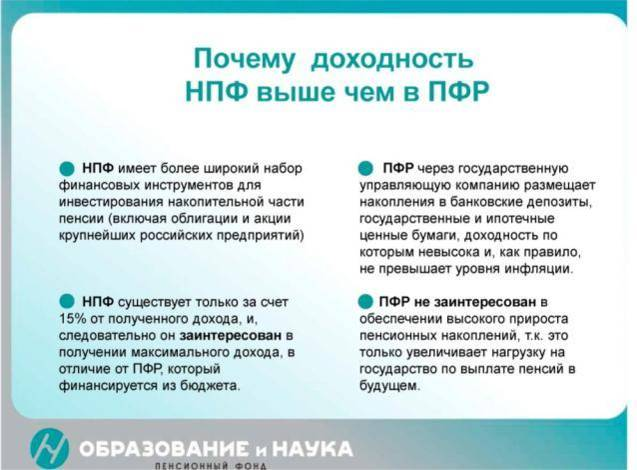 Почему доходность
НПФ выше чем в ПФР
НПФ имеет более широкий набор
финансовых инструментов для
инвестирования накопительной части
пенсии (включая облигации и акции
крупнейших российских предприятий)
НПФ существует только за счет
15% от полученного дохода, и,
следовательно он заинтересован в
получении максимального дохода, в
отличие от ПФР, который
финансируется из бюджета.
ПФР через государственную
управляющую компанию размещает
накопления в банковские депозиты,
государственные и ипотечные
ценные бумаги, доходность по
которым невысока и, как правило,
не превышает уровня инфляции.
ПФР не заинтересован в
обеспечении высокого прироста
пенсионных накоплений, т.к. это
только увеличивает нагрузку на
государство по выплате пенсий в
будущем.
ОБРАЗОВАНИЕ и НАУКА
ПЕНСИОННЫЙ ФОНД